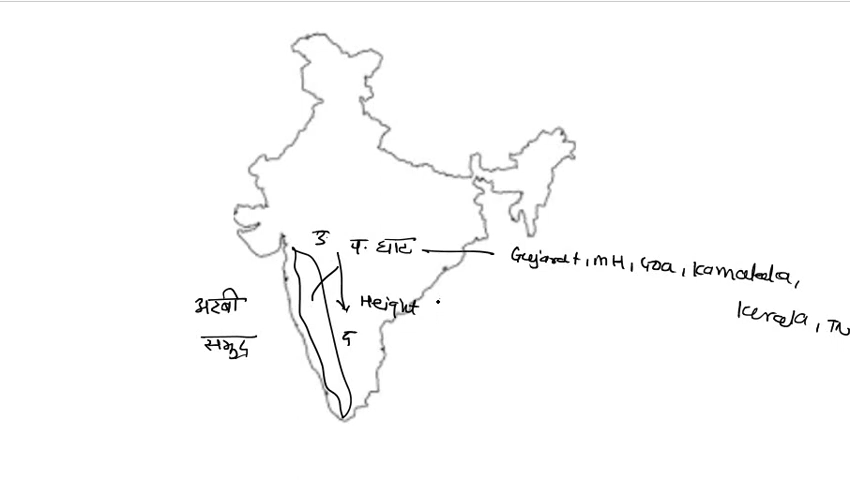 उ.
प. घाट
Gujarat, MH, Goa, Karnataka,
Kerala, TN
अरबी
समुद्र
Height
द